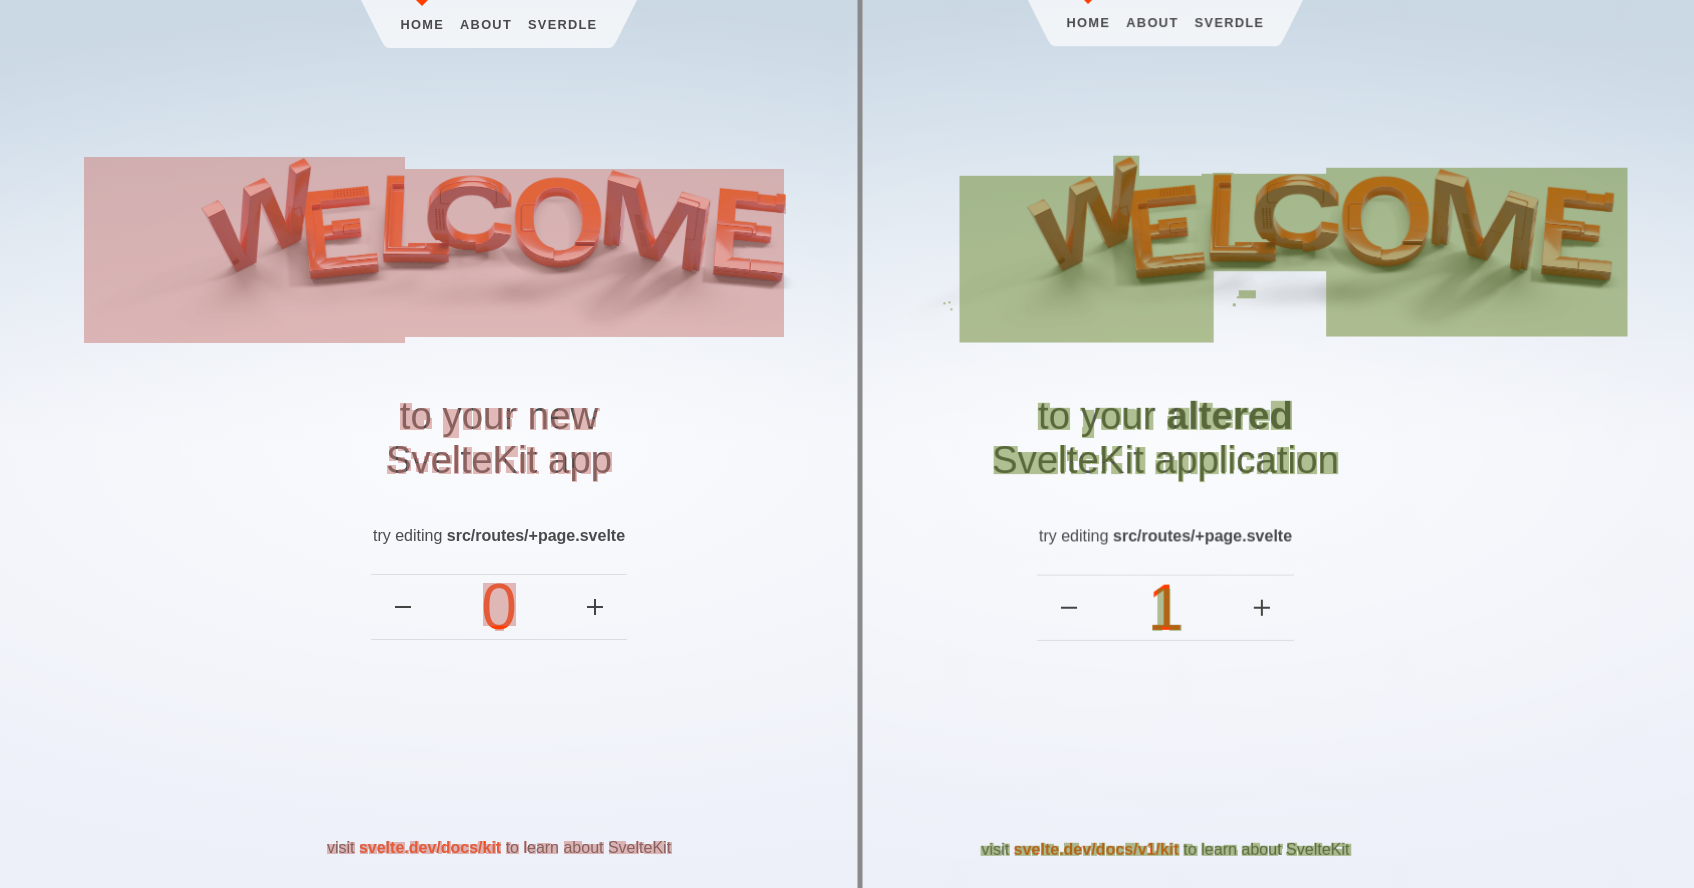 HOME ABOUT SVERDLE
WELCOME
to your new
SvelteKit app
try editing src/routes/+page.svelte
− 0 +
visit svelte.dev/docs/kit to learn about SvelteKit
HOME ABOUT SVERDLE
WELCOME
to your altered
SvelteKit application
try editing src/routes/+page.svelte
− 1 +
visit svelte.dev/docs/v1/kit to learn about SvelteKit